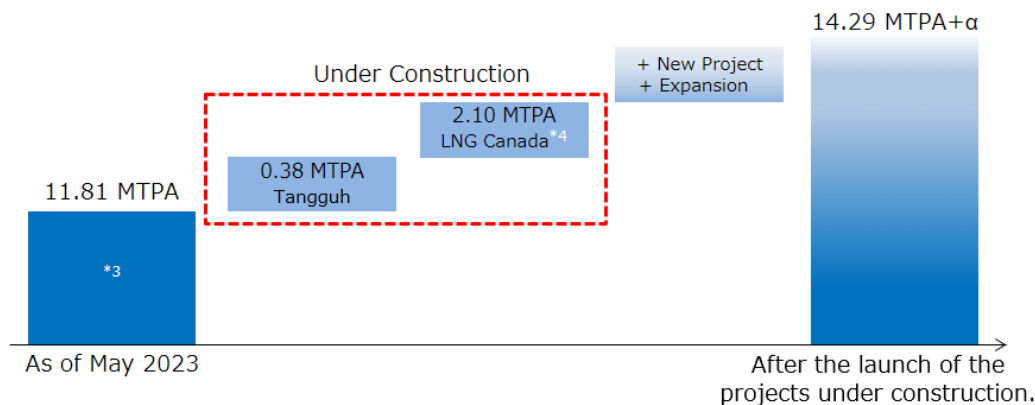 14.29 MTPA+α
+ New Project
+ Expansion
Under Construction
2.10 MTPA
LNG Canada*4
0.38 MTPA
Tangguh
11.81 MTPA
*3
As of May 2023
After the launch of the
projects under construction.